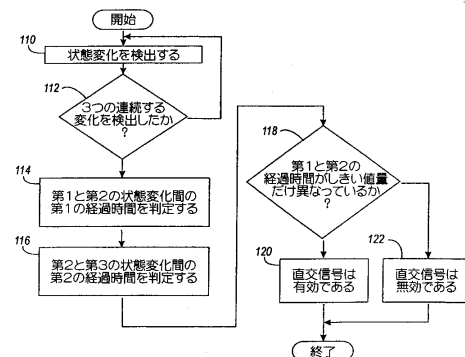 開始
110
状態変化を検出する
112
3つの連続する
変化を検出したか
?
114
第1と第2の状態変化間の
第1の経過時間を判定する
116
第2と第3の状態変化間の
第2の経過時間を判定する
118
第1と第2の
経過時間がしきい値量
だけ異なっているか
?
120
直交信号は
有効である
122
直交信号は
無効である
終了